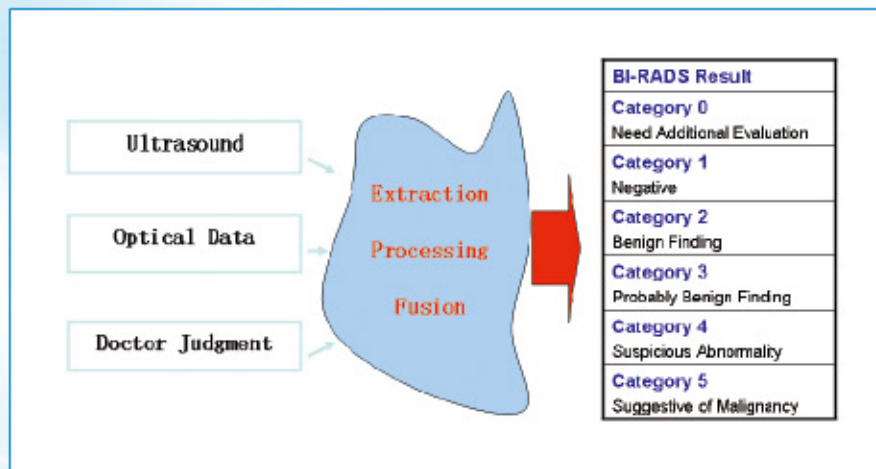 Ultrasound
Optical Data
Doctor Judgment
Extraction
Processing
Fusion
BI-RADS Result
Category 0
Need Additional Evaluation
Category 1
Negative
Category 2
Benign Finding
Category 3
Probably Benign Finding
Category 4
Suspicious Abnormality
Category 5
Suggestive of Malignancy